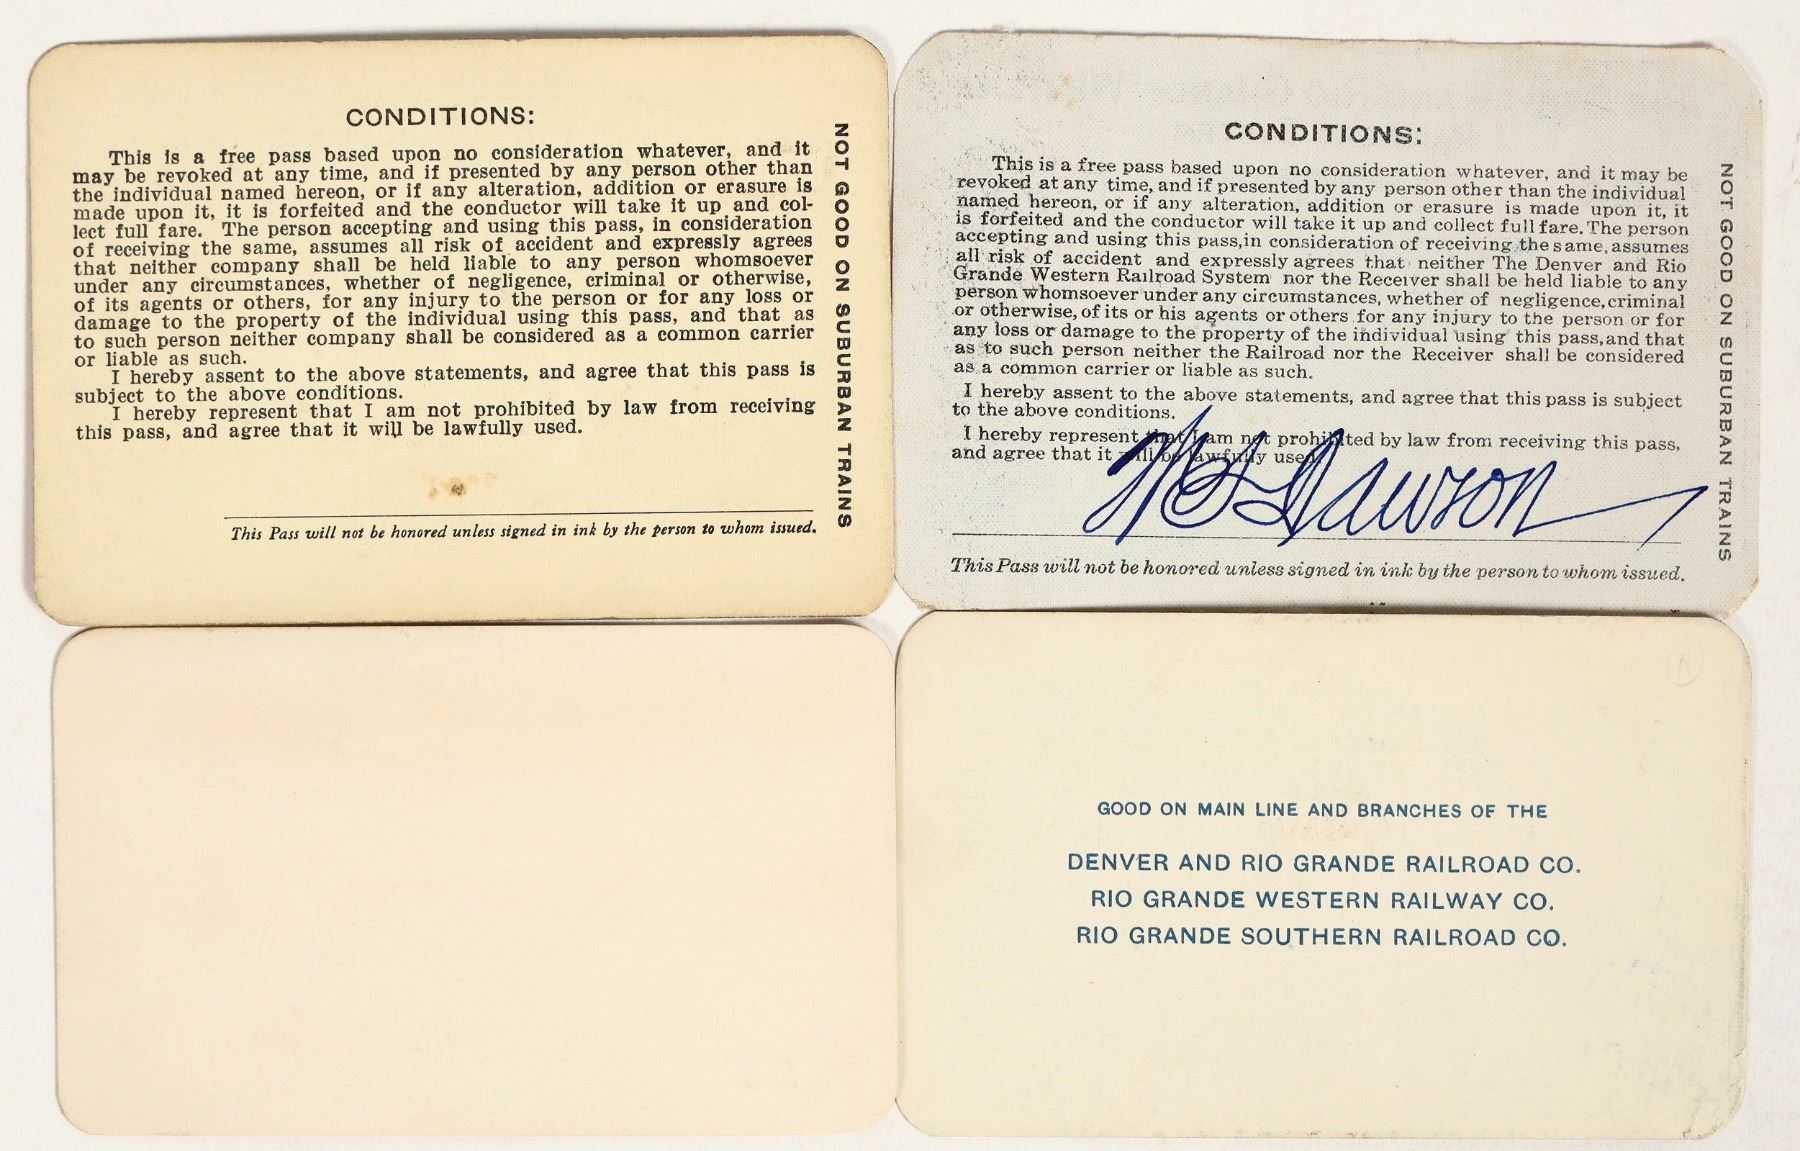 CONDITIONS:
This is a free pass based upon no consideration whatever, and it
may be revoked at any time, and if presented by any person other than
the individual named hereon, or if any alteration, addition or erasure is
made upon it, it is forfeited and the conductor will take it up and col-
lect full fare. The person accepting and using this pass, in consideration
of receiving the same, assumes all risk of accident and expressly agrees
that neither company shall be held liable to any person whomsoever
under any circumstances, whether of negligence, criminal or otherwise,
of its agents or others, for any injury to the person or for any loss or
damage to the property of the individual using this pass, and that as
to such person neither company shall be considered as a common carrier
or liable as such.
I hereby assent to the above statements, and agree that this pass is
subject to the above conditions.
I hereby represent that I am not prohibited by law from receiving
this pass, and agree that it will be lawfully used.
This Pass will not be honored unless signed in ink by the person to whom issued.
NOT GOOD ON SUBURBAN TRAINS
CONDITIONS:
This is a free pass based upon no consideration whatever, and it may be
revoked at any time, and if presented by any person other than the individual
named hereon, or if any alteration, addition or erasure is made upon it, it
is forfeited and the conductor will take it up and collect full fare. The person
accepting and using this pass, in consideration of receiving the same, assumes
all risk of accident and expressly agrees that neither The Denver and Rio
Grande Western Railroad System nor the Receiver shall be held liable to any
person whomsoever under any circumstances, whether of negligence, criminal
or otherwise, of its or his agents or others for any injury to the person or for
any loss or damage to the property of the individual using this pass, and that
as to such person neither the Railroad nor the Receiver shall be considered
as a common carrier or liable as such.
I hereby assent to the above statements, and agree that this pass is subject
to the above conditions.
I hereby represent that I am not prohibited by law from receiving this pass,
and agree that it will be lawfully used.
Dawson
This Pass will not be honored unless signed in ink by the person to whom issued.
NOT GOOD ON SUBURBAN TRAINS
GOOD ON MAIN LINE AND BRANCHES OF THE
DENVER AND RIO GRANDE RAILROAD CO.
RIO GRANDE WESTERN RAILWAY CO.
RIO GRANDE SOUTHERN RAILROAD CO.